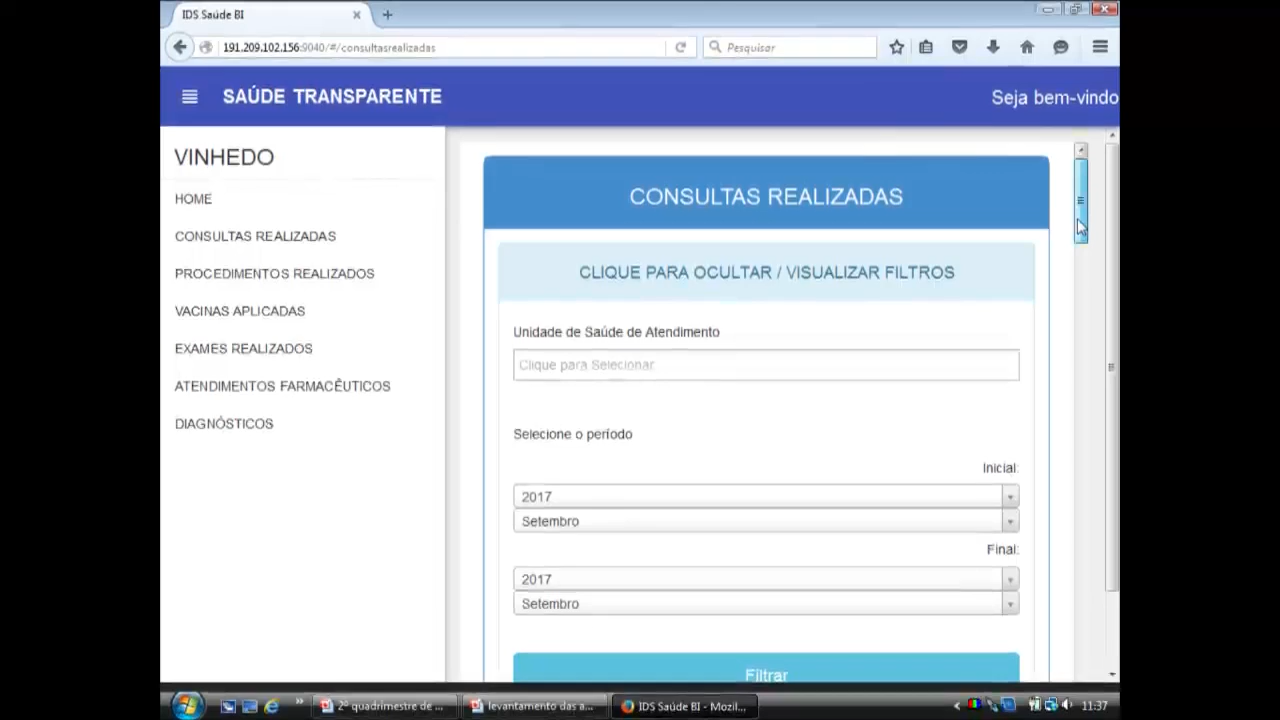 IDS Saúde BI
191.209.102.156:9040/#/consultasrealizadas
Pesquisar
SAÚDE TRANSPARENTE
Seja bem-vindo
VINHEDO
HOME
CONSULTAS REALIZADAS
PROCEDIMENTOS REALIZADOS
VACINAS APLICADAS
EXAMES REALIZADOS
ATENDIMENTOS FARMACÊUTICOS
DIAGNÓSTICOS
CONSULTAS REALIZADAS
CLIQUE PARA OCULTAR / VISUALIZAR FILTROS
Unidade de Saúde de Atendimento
Clique para Selecionar
Selecione o período
Inicial:
2017
Setembro
Final:
2017
Setembro
Filtrar
2º quadrimestre de ...
levantamento das a...
IDS Saúde BI - Mozil...
11:37